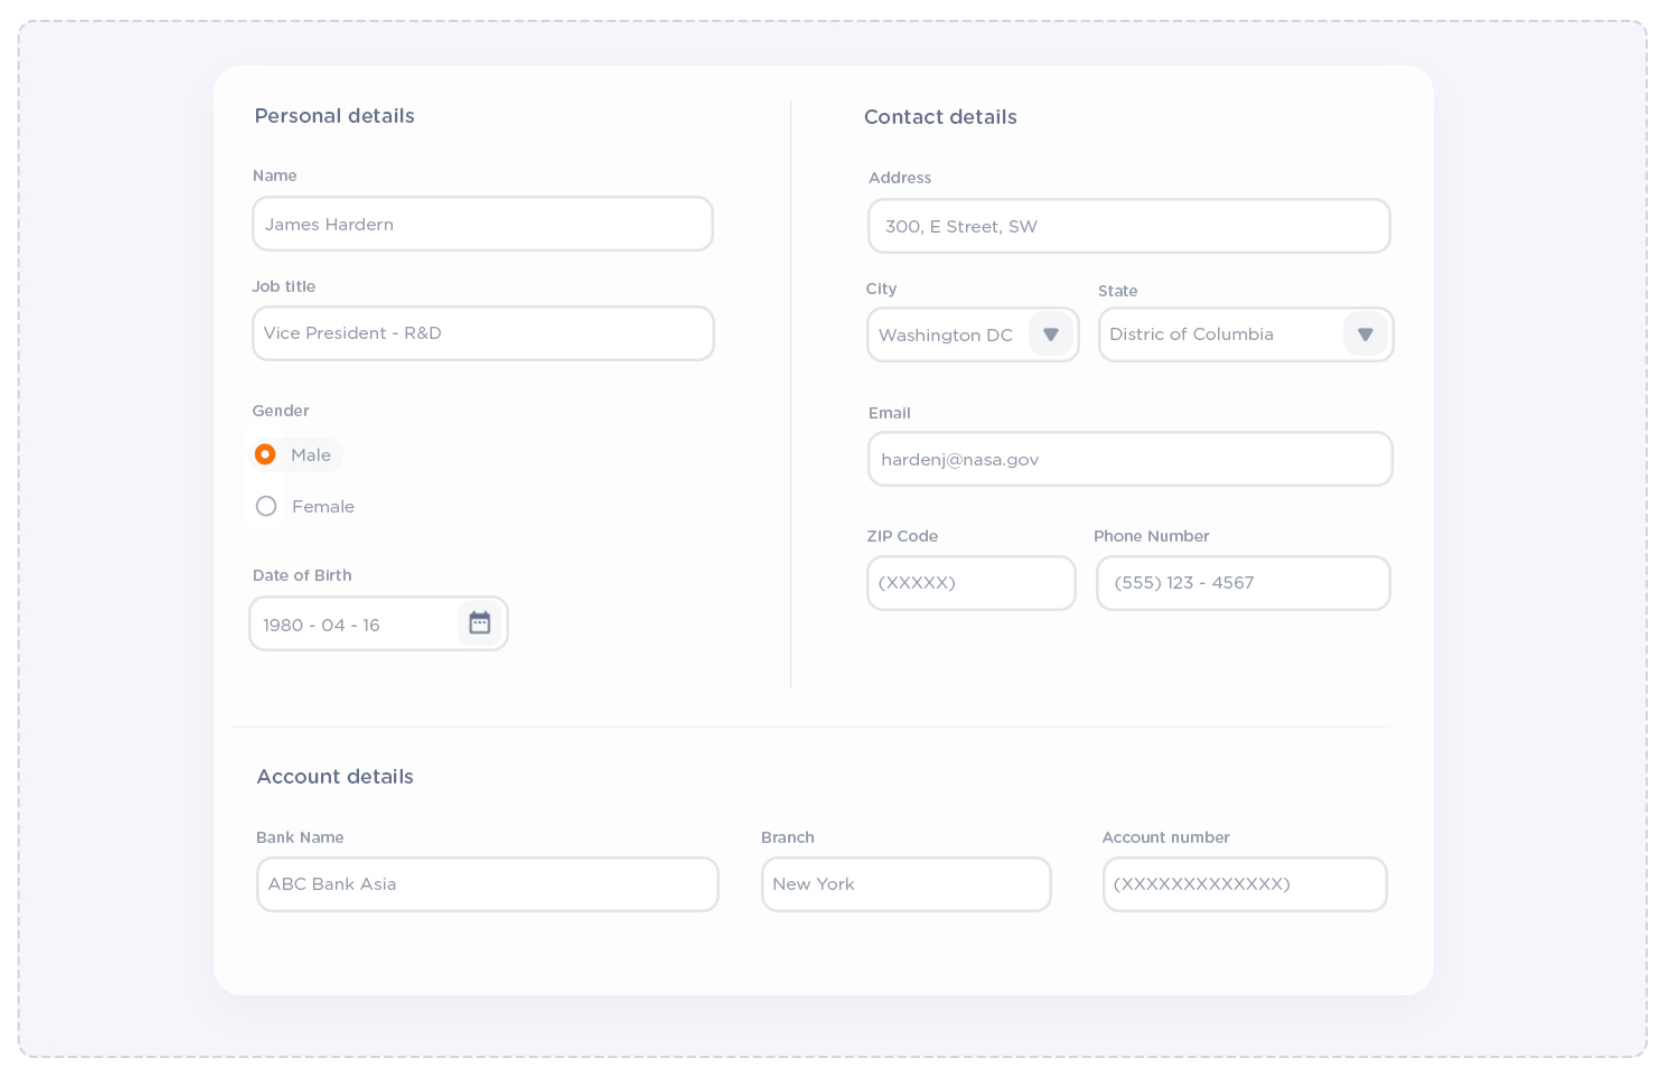 Personal details
Name
James Hardern
Job title
Vice President - R&D
Gender
Male
Female
Date of Birth
1980 - 04 - 16
Contact details
Address
300, E Street, SW
City
State
Washington DC
Distric of Columbia
Email
hardenj@nasa.gov
ZIP Code
Phone Number
(XXXXX)
(555) 123 - 4567
Account details
Bank Name
Branch
Account number
ABC Bank Asia
New York
(XXXXXXXXXXXXX)